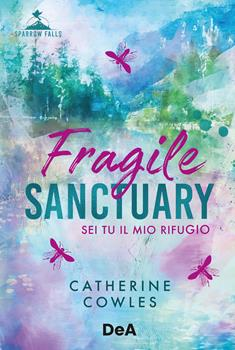 SPARROW FALLS
Fragile
SANCTUARY
SEI TU IL MIO RIFUGIO
CATHERINE
COWLES
DeA